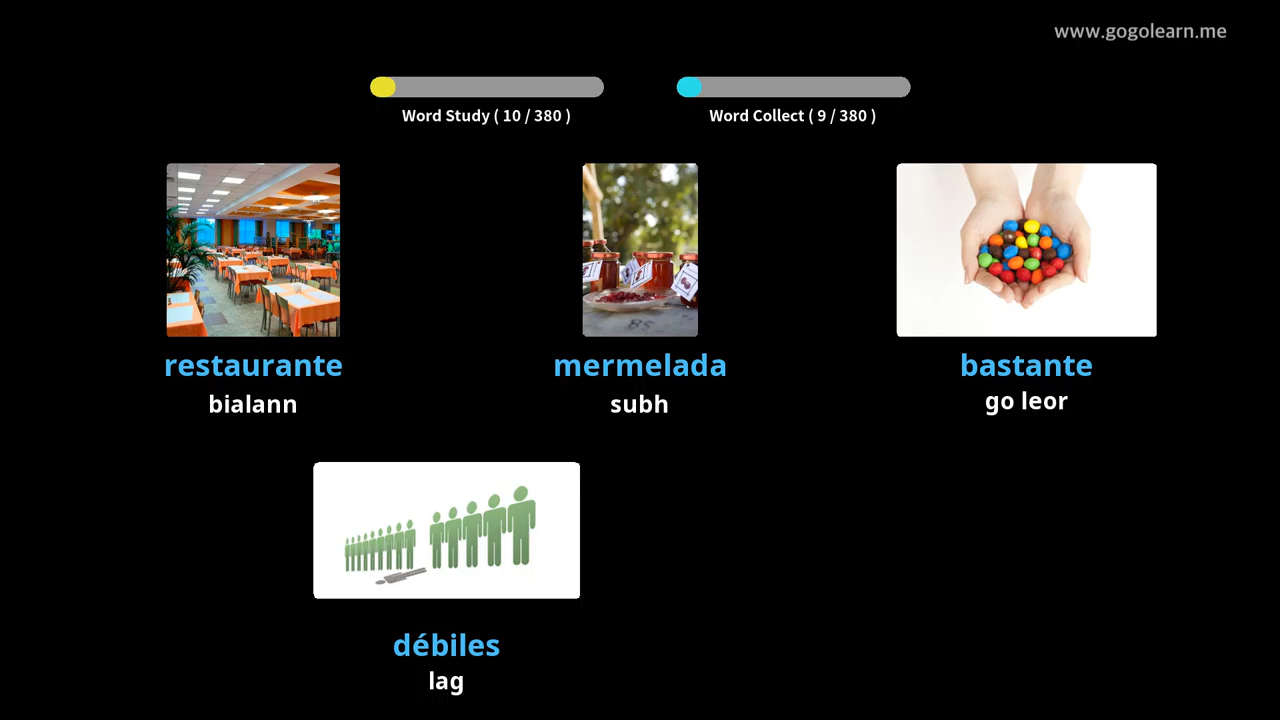 www.gogolearn.me
Word Study ( 10 / 380 )
Word Collect ( 9 / 380 )
restaurante
bialann
mermelada
subh
bastante
go leor
débiles
lag